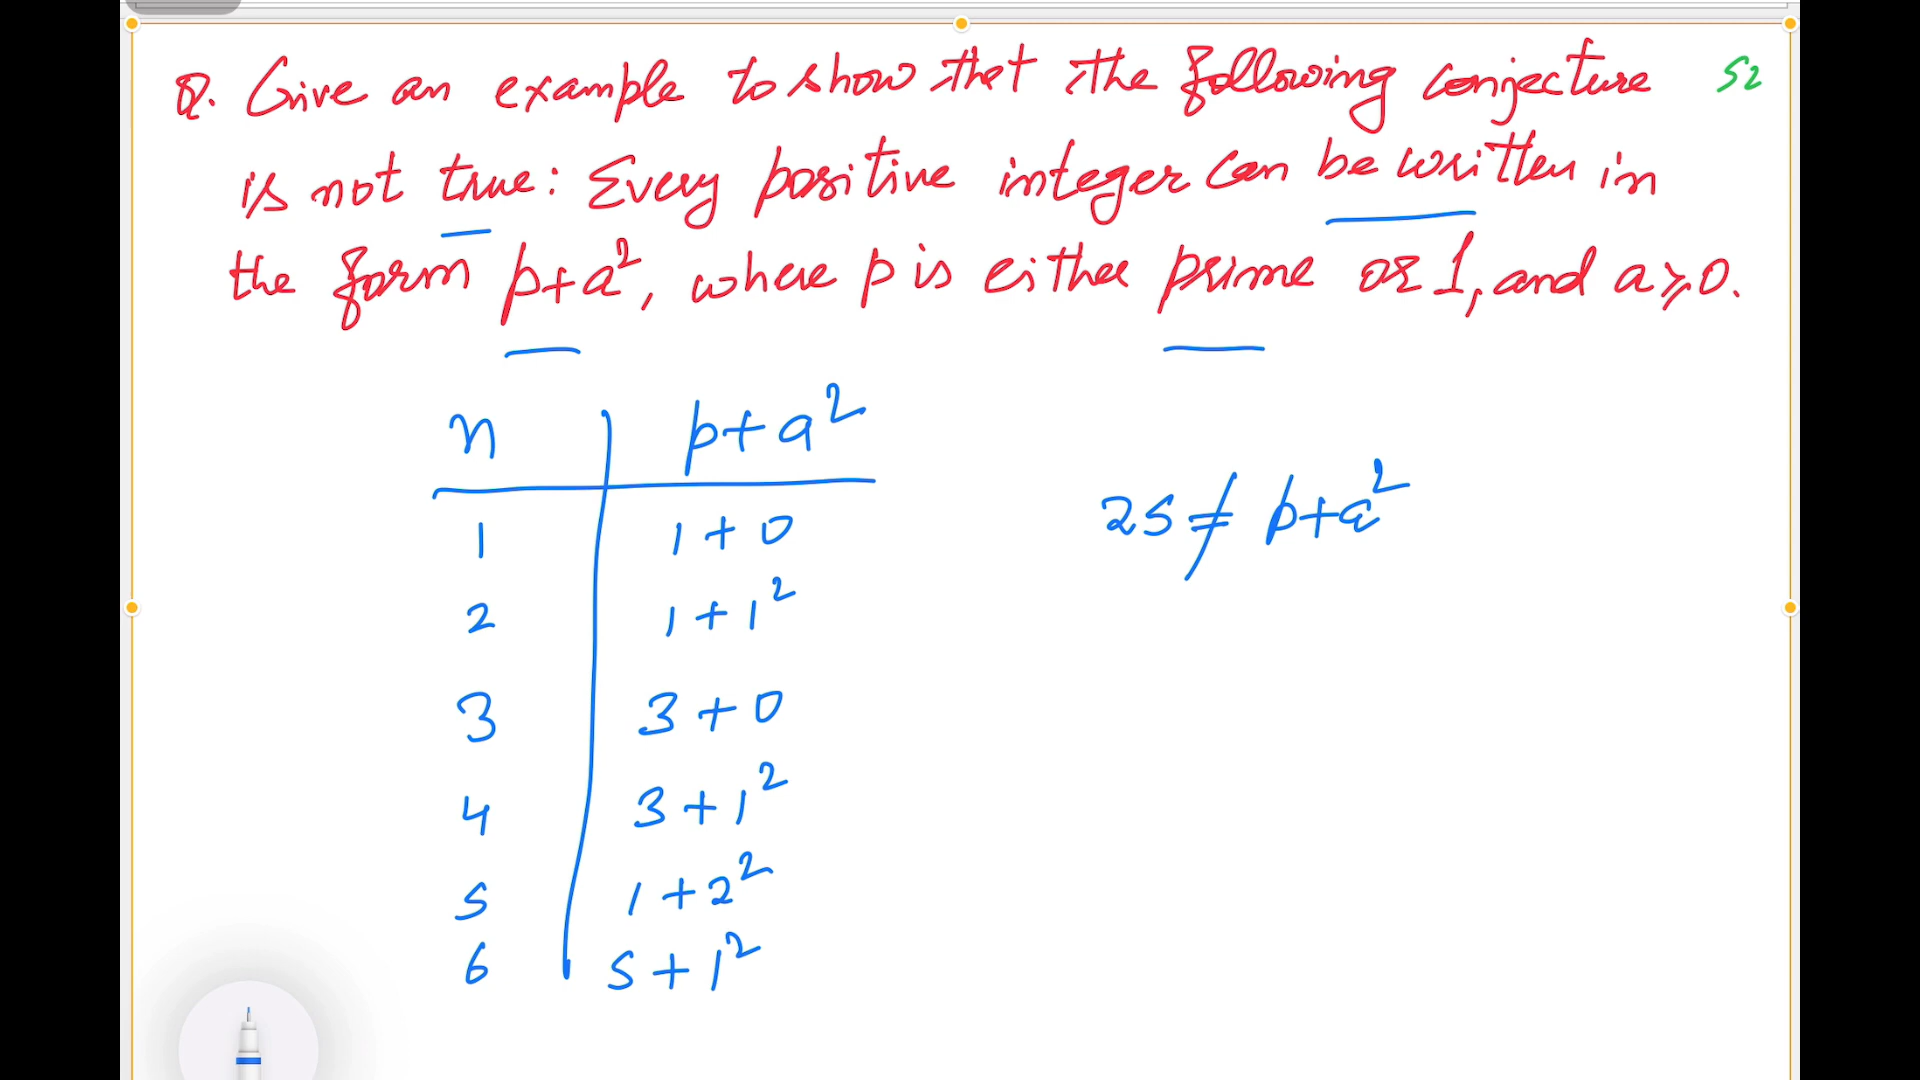 Q. Give an example to show that the following conjecture 52
is not true: Every positive integer can be written in
the form p+a², where p is either prime or 1, and a ≥ 0.
n | p+a²
1 | 1+0
2 | 1+1²
3 | 3+0
4 | 3+1²
5 | 1+2²
6 | 5+1²
25 ≠ p+a²